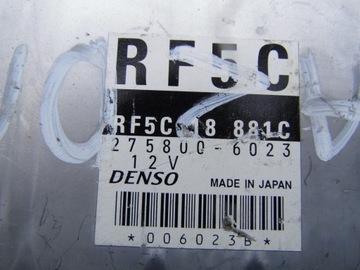 RF5C
RF5C 18 881C
275800-6023
12V
DENSO MADE IN JAPAN
*006023B*